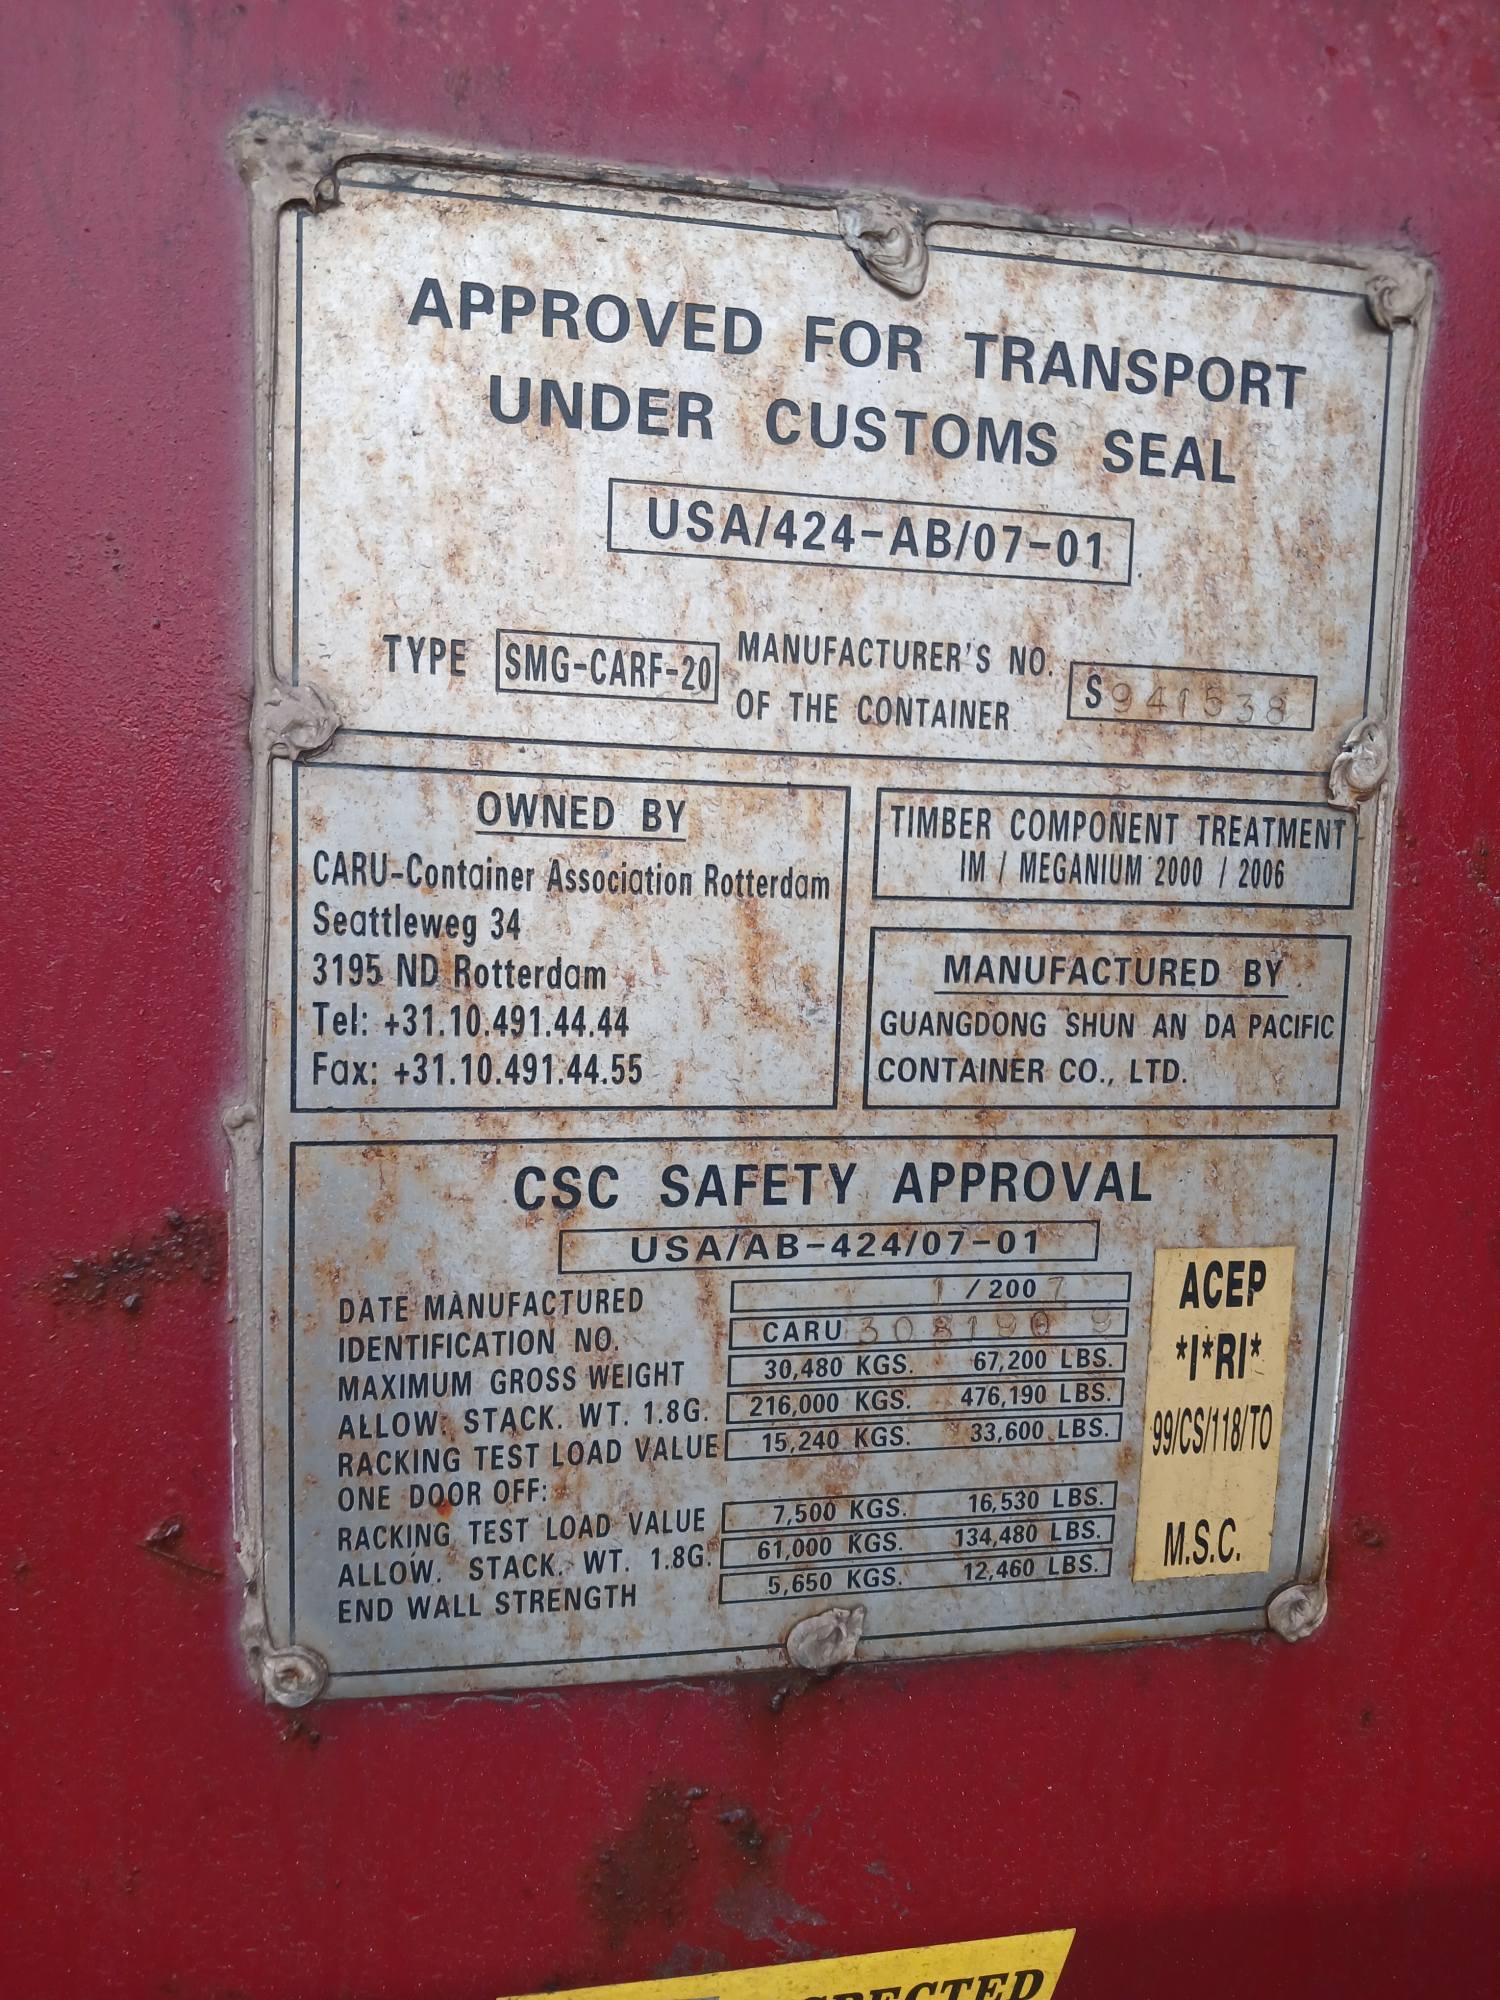 APPROVED FOR TRANSPORT
UNDER CUSTOMS SEAL
USA/424-AB/07-01
TYPE SMG-CARF-20 MANUFACTURER'S NO.
OF THE CONTAINER S941538
OWNED BY
CARU-Container Association Rotterdam
Seattleweg 34
3195 ND Rotterdam
Tel: +31.10.491.44.44
Fax: +31.10.491.44.55
TIMBER COMPONENT TREATMENT
IM / MEGANIUM 2000 / 2006
MANUFACTURED BY
GUANGDONG SHUN AN DA PACIFIC
CONTAINER CO., LTD.
CSC SAFETY APPROVAL
USA/AB-424/07-01
DATE MANUFACTURED 1/2007
IDENTIFICATION NO. CARU
MAXIMUM GROSS WEIGHT 30,480 KGS. 67,200 LBS.
ALLOW. STACK. WT. 1.8G. 216,000 KGS. 476,190 LBS.
RACKING TEST LOAD VALUE 15,240 KGS. 33,600 LBS.
ONE DOOR OFF:
RACKING TEST LOAD VALUE 7,500 KGS. 16,530 LBS.
ALLOW. STACK. WT. 1.8G. 61,000 KGS. 134,480 LBS.
END WALL STRENGTH 5,650 KGS. 12,460 LBS.
ACEP
*I*RI*
99/CS/118/TO
M.S.C.